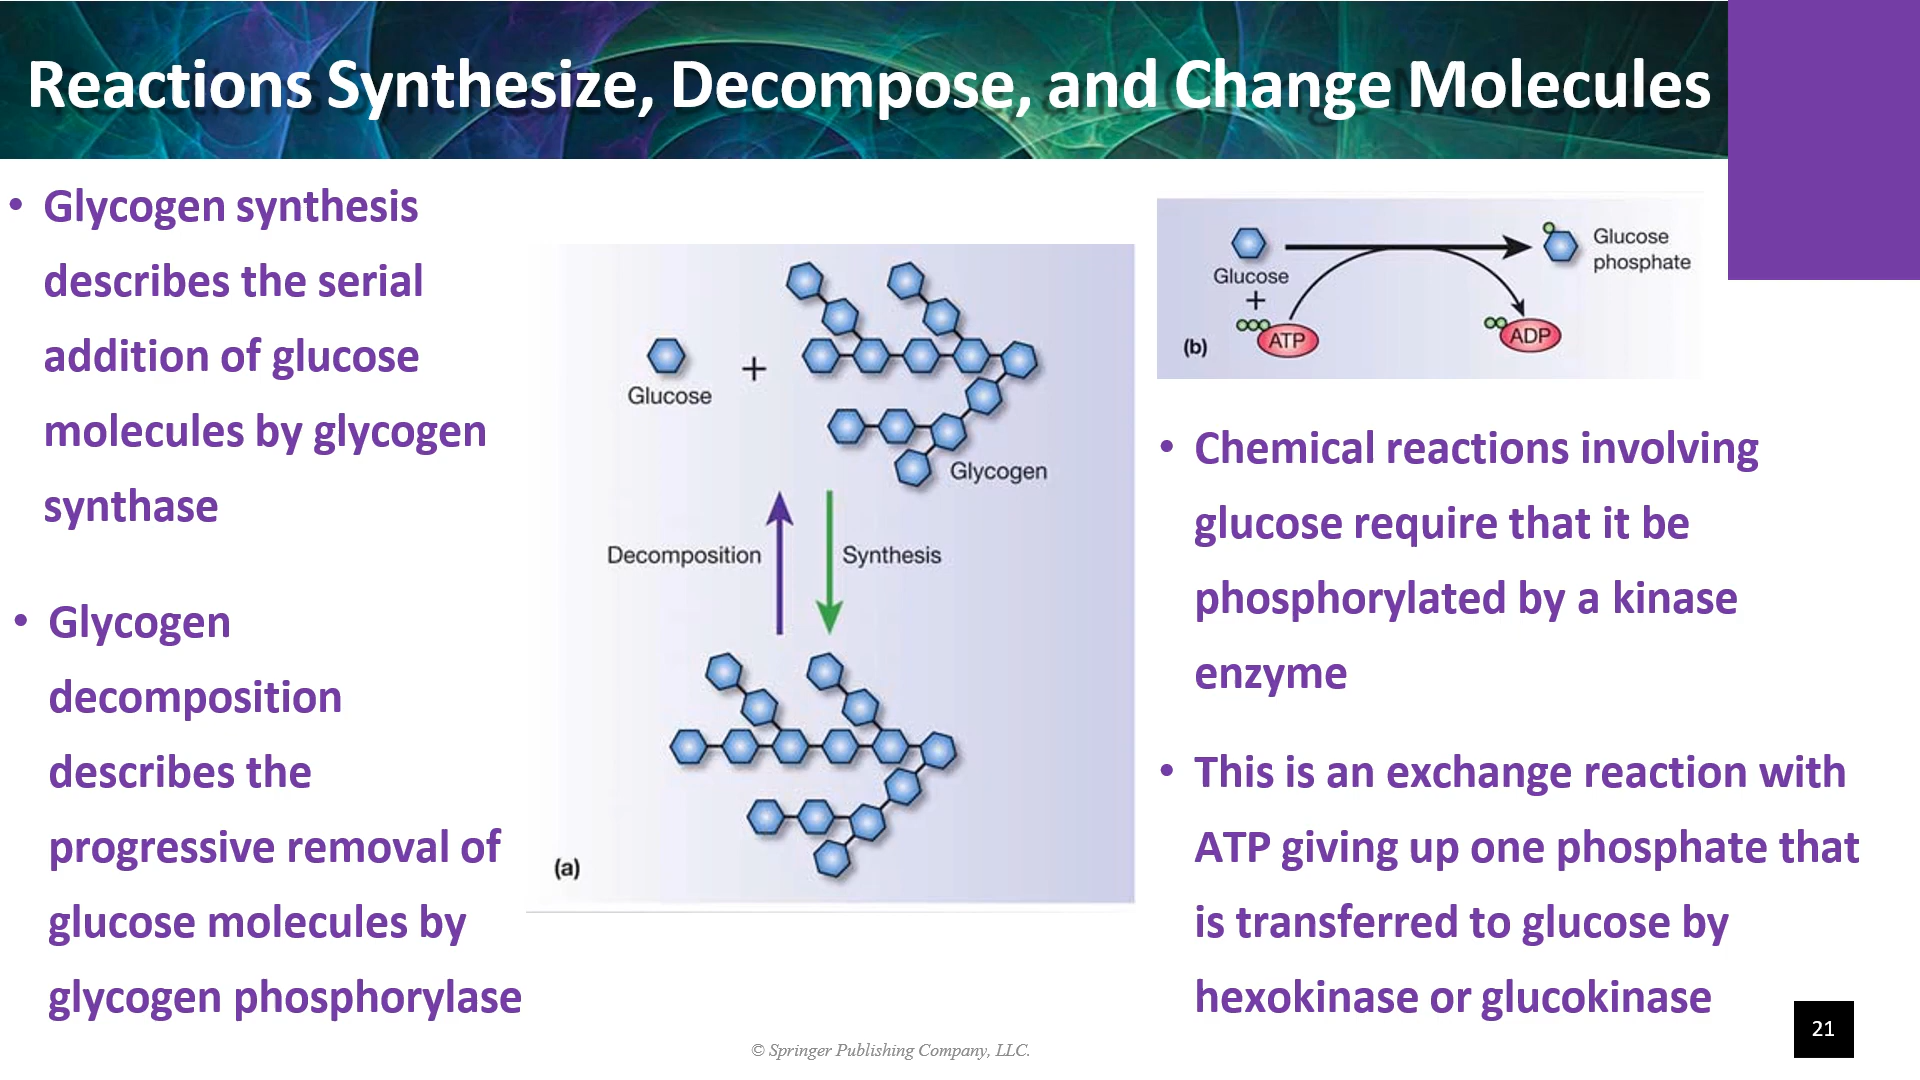 Reactions Synthesize, Decompose, and Change Molecules
• Glycogen synthesis
describes the serial
addition of glucose
molecules by glycogen
synthase
• Glycogen
decomposition
describes the
progressive removal of
glucose molecules by
glycogen phosphorylase
Glucose
+
Glycogen
Decomposition
Synthesis
(a)
Glucose
+
ATP
Glucose
phosphate
ADP
(b)
• Chemical reactions involving
glucose require that it be
phosphorylated by a kinase
enzyme
• This is an exchange reaction with
ATP giving up one phosphate that
is transferred to glucose by
hexokinase or glucokinase
© Springer Publishing Company, LLC.
21